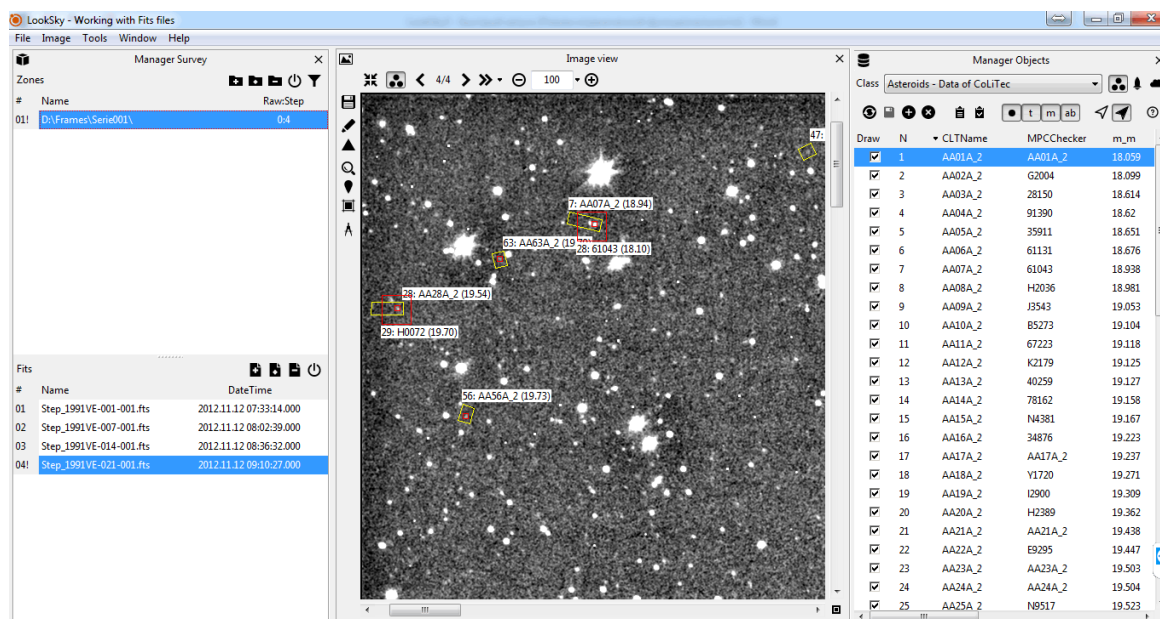 LookSky - Working with Fits files
File Image Tools Window Help
Manager Survey
Zones
# Name Raw:Step
01! D:\Frames\Serie001\ 0:4
Fits
# Name DateTime
01 Step_1991VE-001-001.fts 2012.11.12 07:33:14.000
02 Step_1991VE-007-001.fts 2012.11.12 08:02:39.000
03 Step_1991VE-014-001.fts 2012.11.12 08:36:32.000
04! Step_1991VE-021-001.fts 2012.11.12 09:10:27.000
Image view
4/4 100
47:
7: AA07A_2 (18.94)
63: AA63A_2 (19.
28: 61043 (18.10)
28: AA28A_2 (19.54)
29: H0072 (19.70)
56: AA56A_2 (19.73)
Manager Objects
Class Asteroids - Data of CoLiTec
t m ab
Draw N CLTName MPCChecker m_m
1 AA01A_2 AA01A_2 18.059
2 AA02A_2 G2004 18.099
3 AA03A_2 28150 18.614
4 AA04A_2 91390 18.62
5 AA05A_2 35911 18.651
6 AA06A_2 61131 18.676
7 AA07A_2 61043 18.938
8 AA08A_2 H2036 18.981
9 AA09A_2 J3543 19.053
10 AA10A_2 B5273 19.104
11 AA11A_2 67223 19.118
12 AA12A_2 K2179 19.125
13 AA13A_2 40259 19.127
14 AA14A_2 78162 19.158
15 AA15A_2 N4381 19.167
16 AA16A_2 34876 19.223
17 AA17A_2 AA17A_2 19.237
18 AA18A_2 Y1720 19.271
19 AA19A_2 I2900 19.309
20 AA20A_2 H2389 19.362
21 AA21A_2 AA21A_2 19.438
22 AA22A_2 E9295 19.447
23 AA23A_2 AA23A_2 19.503
24 AA24A_2 AA24A_2 19.504
25 AA25A_2 N9517 19.523